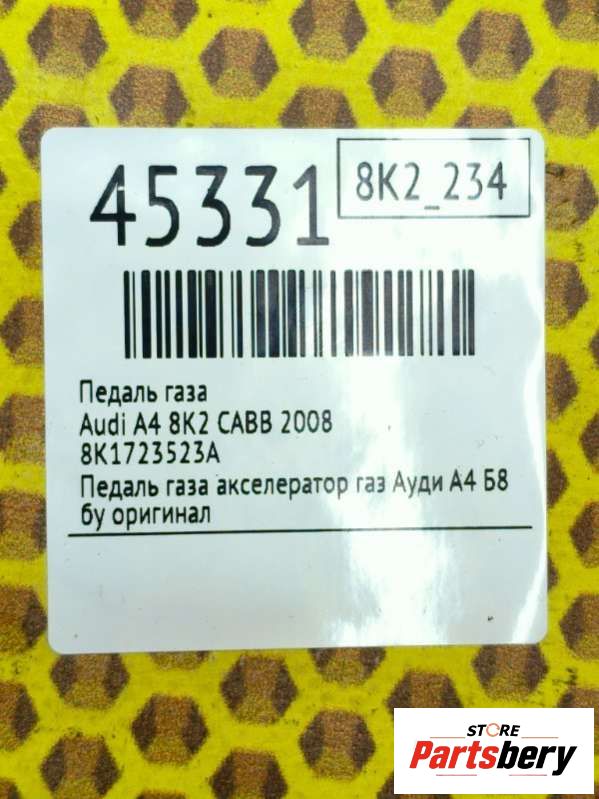 45331
8K2_234
Педаль газа
Audi A4 8K2 CABB 2008
8K1723523A
Педаль газа акселератор газ Ауди А4 Б8
бу оригинал
STORE
Partsbery